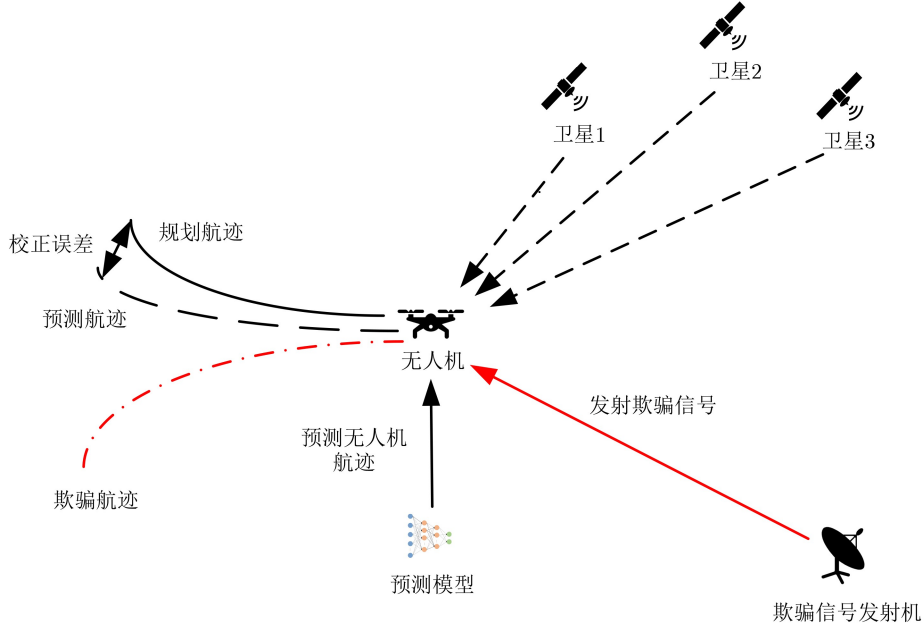 卫星2
卫星1
卫星3
规划航迹
校正误差
预测航迹
无人机
发射欺骗信号
预测无人机
航迹
欺骗航迹
预测模型
欺骗信号发射机